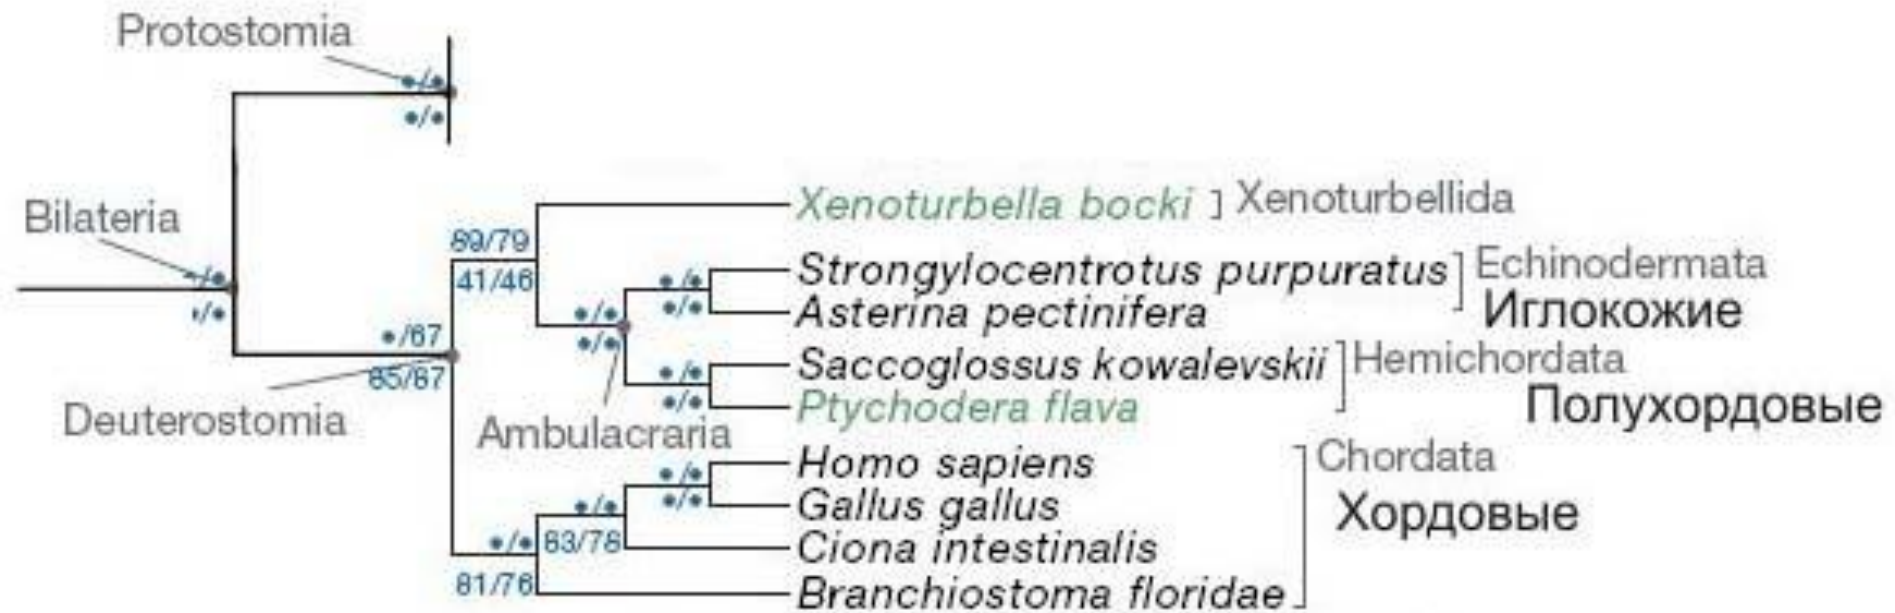 Protostomia
•/•
•/•
Bilateria
-/•
•/•
Xenoturbella bocki ] Xenoturbellida
89/79
41/46
Strongylocentrotus purpuratus
Echinodermata
•/•
•/•
Asterina pectinifera
Иглокожие
•/•
•/•
•/67
85/87
Saccoglossus kowalevskii
Hemichordata
•/•
•/•
Ptychodera flava
Полухордовые
Deuterostomia
Ambulacraria
Homo sapiens
Chordata
•/•
•/•
Gallus gallus
Хордовые
•/•
83/78
Ciona intestinalis
•/•
81/76
Branchiostoma floridae